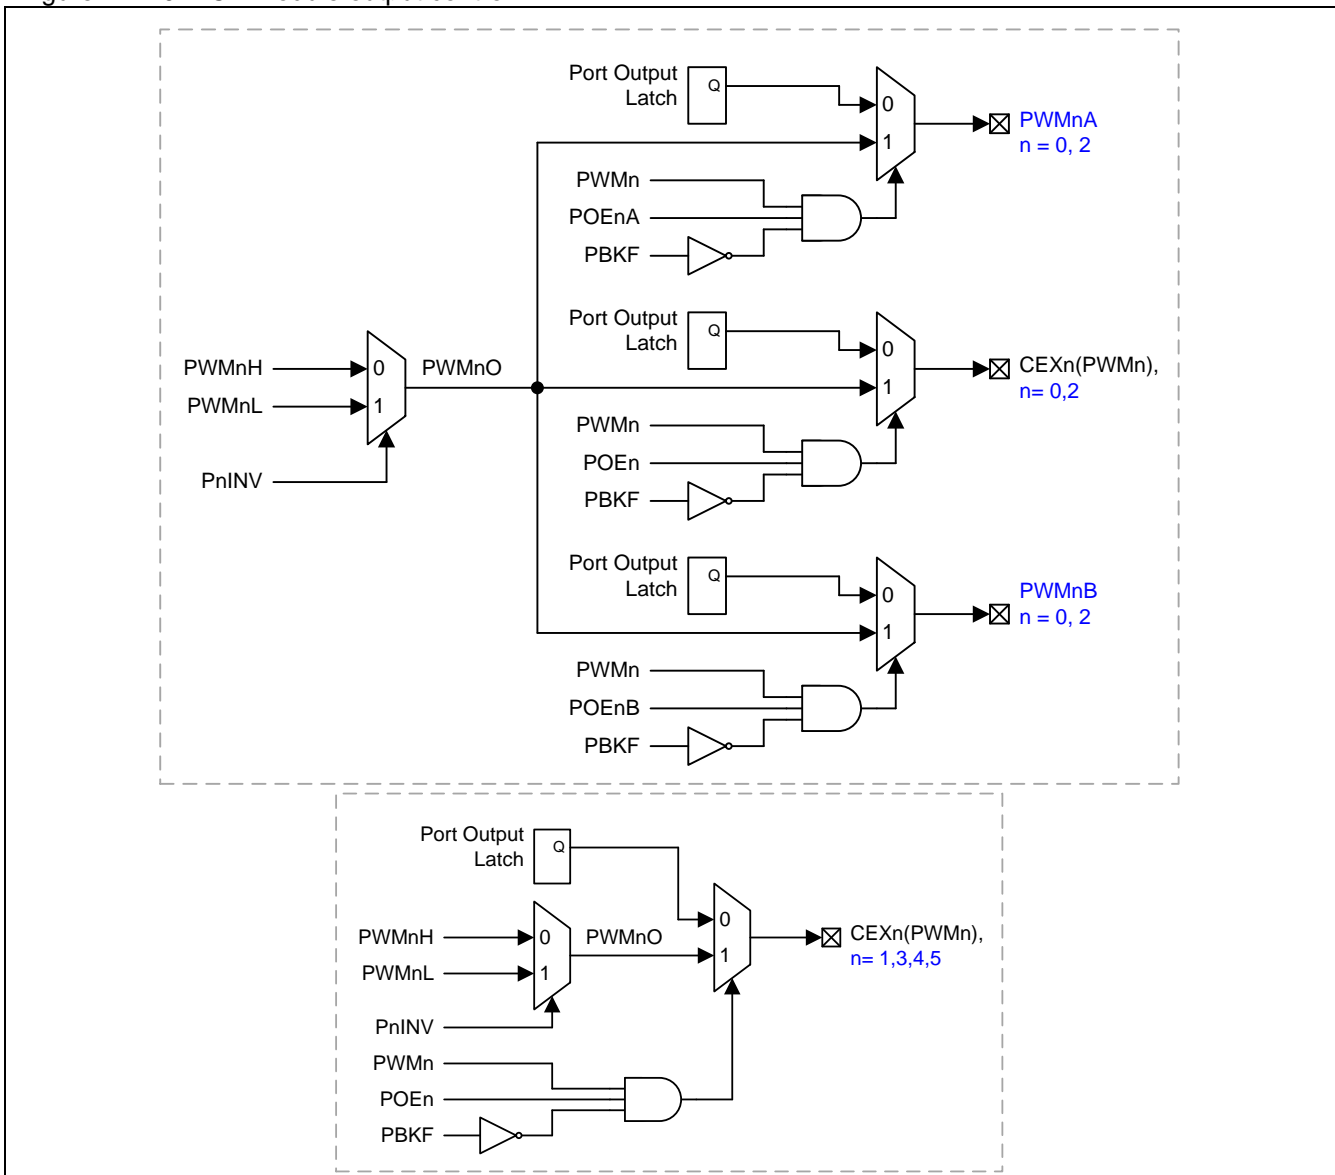 Port Output
Latch
Q
0
1
PWMnA
n = 0, 2
PWMn
POEnA
PBKF
Port Output
Latch
Q
0
1
CEXn(PWMn),
n= 0,2
PWMnH
PWMnL
0
1
PWMnO
PnINV
PWMn
POEn
PBKF
Port Output
Latch
Q
0
1
PWMnB
n = 0, 2
PWMn
POEnB
PBKF
Port Output
Latch
Q
0
1
PWMnH
PWMnL
0
1
PWMnO
CEXn(PWMn),
n= 1,3,4,5
PnINV
PWMn
POEn
PBKF